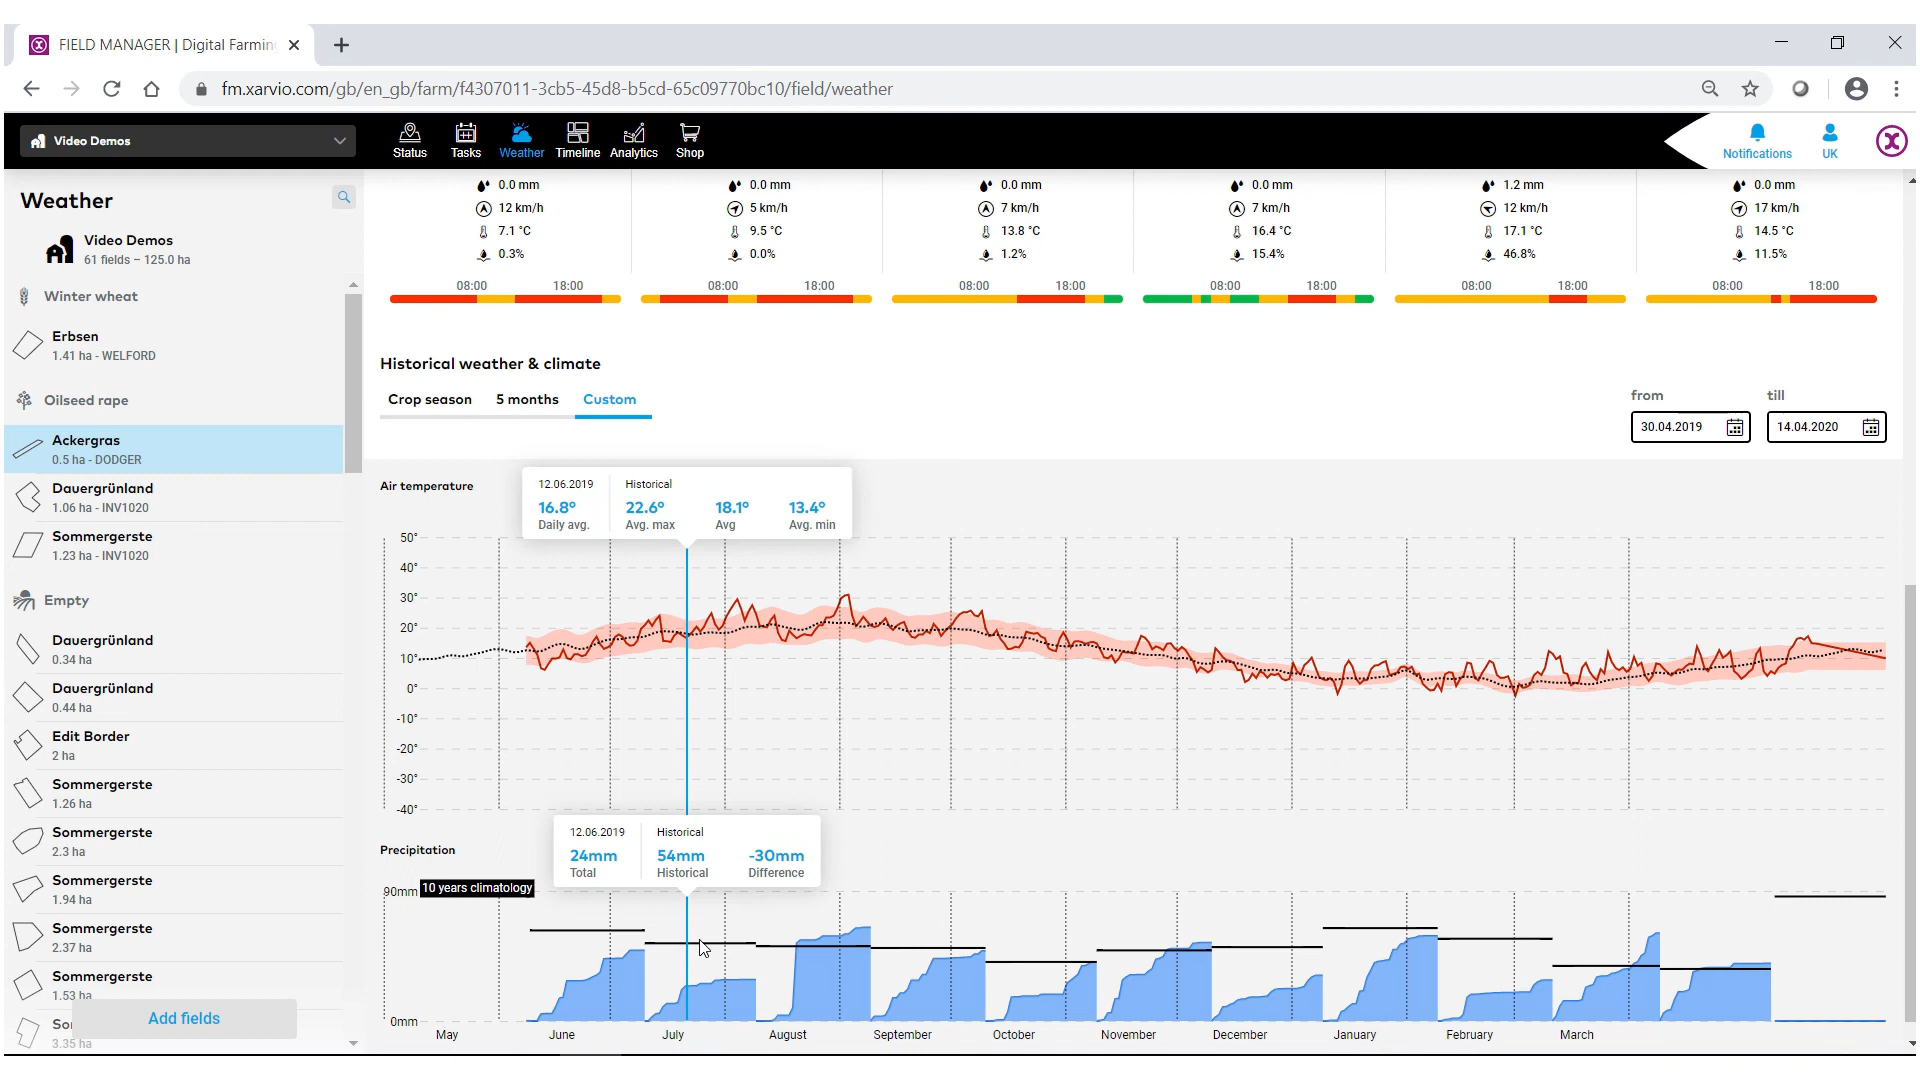 FIELD MANAGER | Digital Farming
fm.xarvio.com/gb/en_gb/farm/f4307011-3cb5-45d8-b5cd-65c09770bc10/field/weather
Video Demos
Status Tasks Weather Timeline Analytics Shop
Notifications UK
Weather
Video Demos
61 fields – 125.0 ha
Winter wheat
Erbsen
1.41 ha - WELFORD
Oilseed rape
Ackergras
0.5 ha - DODGER
Dauergrünland
1.06 ha - INV1020
Sommergerste
1.23 ha - INV1020
Empty
Dauergrünland
0.34 ha
Dauergrünland
0.44 ha
Edit Border
2 ha
Sommergerste
1.26 ha
Sommergerste
2.3 ha
Sommergerste
1.94 ha
Sommergerste
2.37 ha
Sommergerste
1.53 ha
So
3.35 ha
Add fields
0.0 mm 0.0 mm 0.0 mm 0.0 mm 1.2 mm 0.0 mm
12 km/h 5 km/h 7 km/h 7 km/h 12 km/h 17 km/h
7.1 °C 9.5 °C 13.8 °C 16.4 °C 17.1 °C 14.5 °C
0.3% 0.0% 1.2% 15.4% 46.8% 11.5%
08:00 18:00 08:00 18:00 08:00 18:00 08:00 18:00 08:00 18:00 08:00 18:00
Historical weather & climate
Crop season 5 months Custom
from till
30.04.2019 14.04.2020
Air temperature
12.06.2019 Historical
16.8° 22.6° 18.1° 13.4°
Daily avg. Avg. max Avg Avg. min
50°
40°
30°
20°
10°
0°
-10°
-20°
-30°
-40°
Precipitation
12.06.2019 Historical
24mm 54mm -30mm
Total Historical Difference
90mm 10 years climatology
0mm
May June July August September October November December January February March